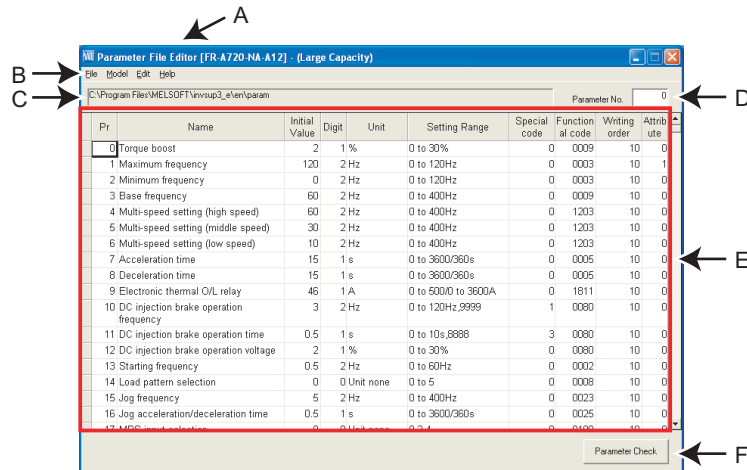 A
Parameter File Editor [FR-A720-NA-A12] - (Large Capacity)
B
File Model Edit Help
C
C:\Program Files\MELSOFT\invsup3_e\en\param
Parameter No. 0
D
Pr Name Initial Value Digit Unit Setting Range Special code Function al code Writing order Attrib ute
0 Torque boost 2 1 % 0 to 30% 0 0009 10 0
1 Maximum frequency 120 2 Hz 0 to 120Hz 0 0003 10 1
2 Minimum frequency 0 2 Hz 0 to 120Hz 0 0003 10 0
3 Base frequency 60 2 Hz 0 to 400Hz 0 0009 10 0
4 Multi-speed setting (high speed) 60 2 Hz 0 to 400Hz 0 1203 10 0
5 Multi-speed setting (middle speed) 30 2 Hz 0 to 400Hz 0 1203 10 0
6 Multi-speed setting (low speed) 10 2 Hz 0 to 400Hz 0 1203 10 0
7 Acceleration time 15 1 s 0 to 3600/360s 0 0005 10 0
E
8 Deceleration time 15 1 s 0 to 3600/360s 0 0005 10 0
9 Electronic thermal O/L relay 46 1 A 0 to 500/0 to 3600A 0 1811 10 0
10 DC injection brake operation frequency 3 2 Hz 0 to 120Hz,9999 1 0080 10 0
11 DC injection brake operation time 0.5 1 s 0 to 10s,8888 3 0080 10 0
12 DC injection brake operation voltage 2 1 % 0 to 30% 0 0080 10 0
13 Starting frequency 0.5 2 Hz 0 to 60Hz 0 0002 10 0
14 Load pattern selection 0 0 Unit none 0 to 5 0 0008 10 0
15 Jog frequency 5 2 Hz 0 to 400Hz 0 0023 10 0
16 Jog acceleration/deceleration time 0.5 1 s 0 to 3600/360s 0 0025 10 0
17 MRS input selection 0 0 Unit none
Parameter Check
F